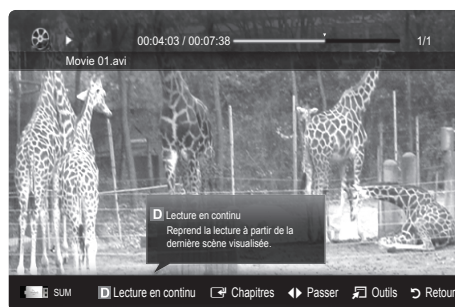 00:04:03 / 00:07:38 1/1
Movie 01.avi
D Lecture en continu
Reprend la lecture à partir de la
dernière scène visualisée.
SUM D Lecture en continu Chapitres Passer Outils Retour